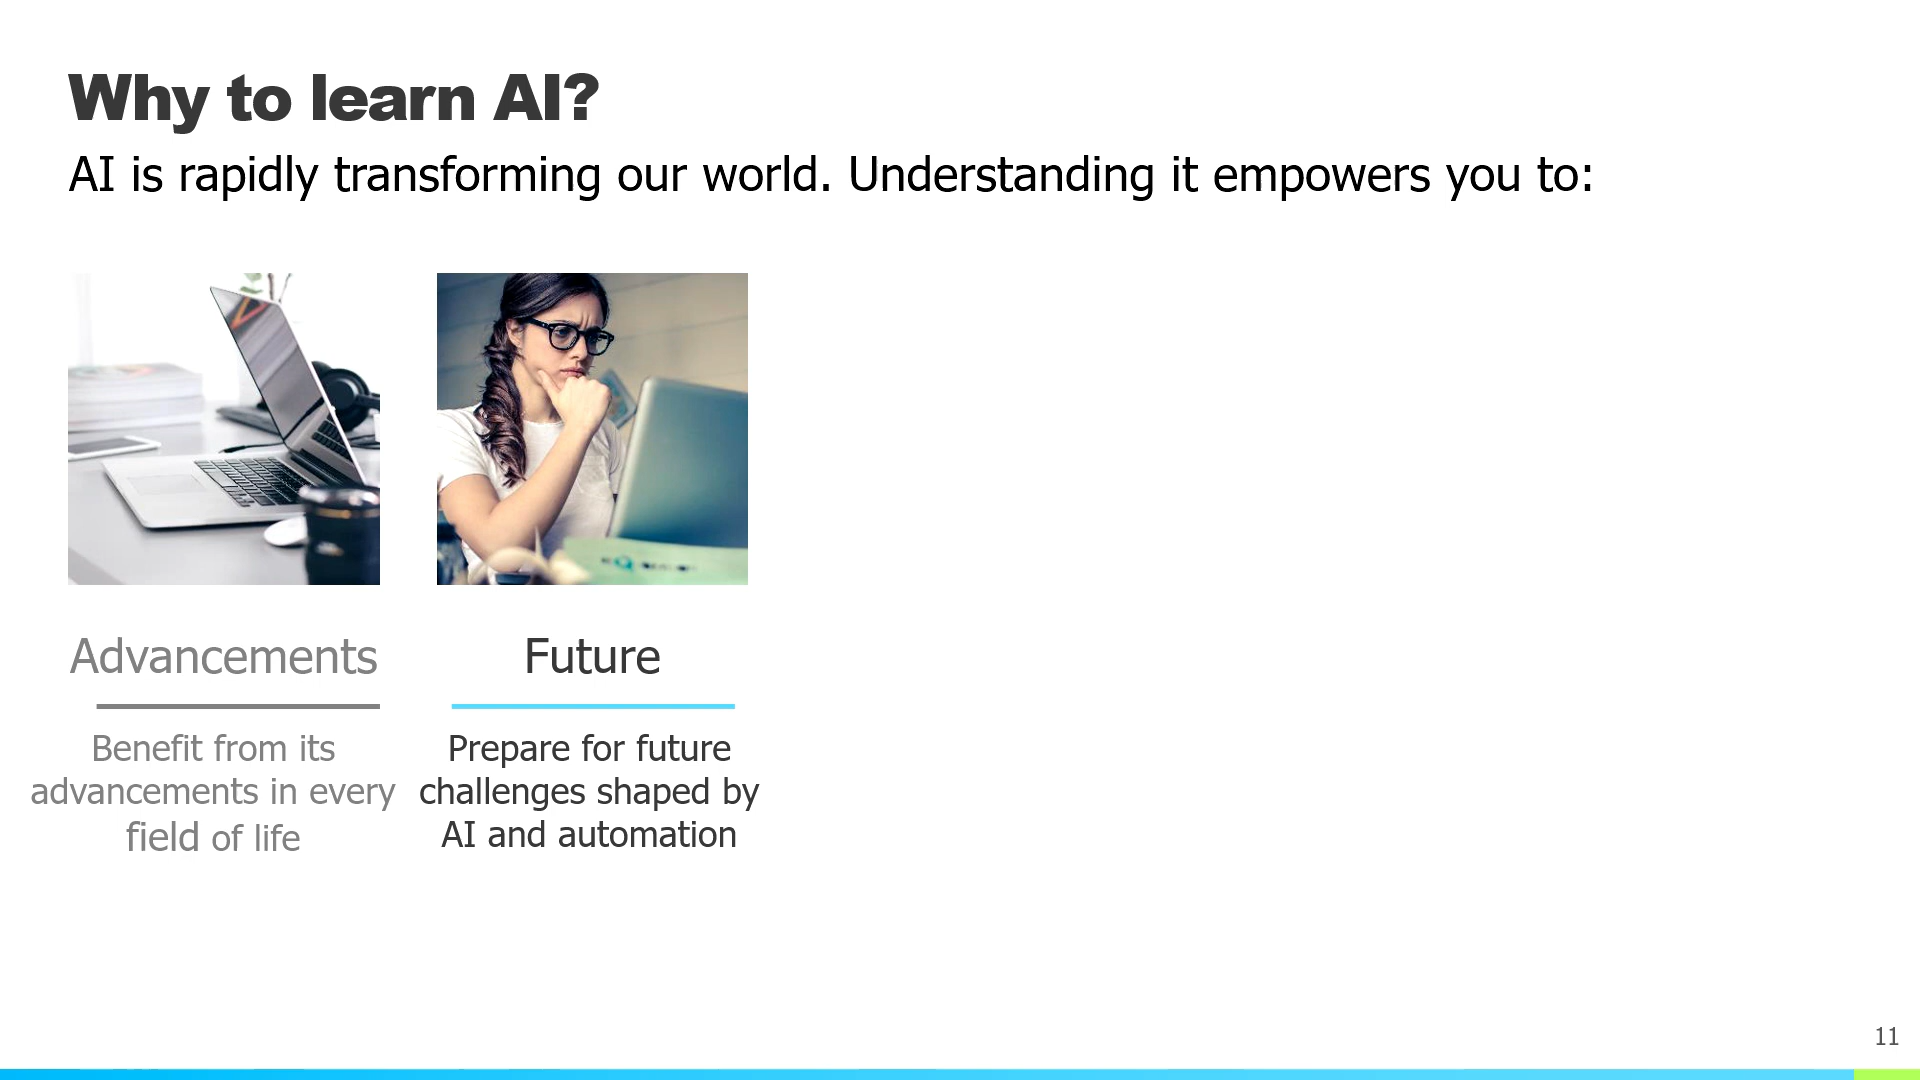 Why to learn AI?
AI is rapidly transforming our world. Understanding it empowers you to:
Advancements
Benefit from its
advancements in every
field of life
Future
Prepare for future
challenges shaped by
AI and automation
11